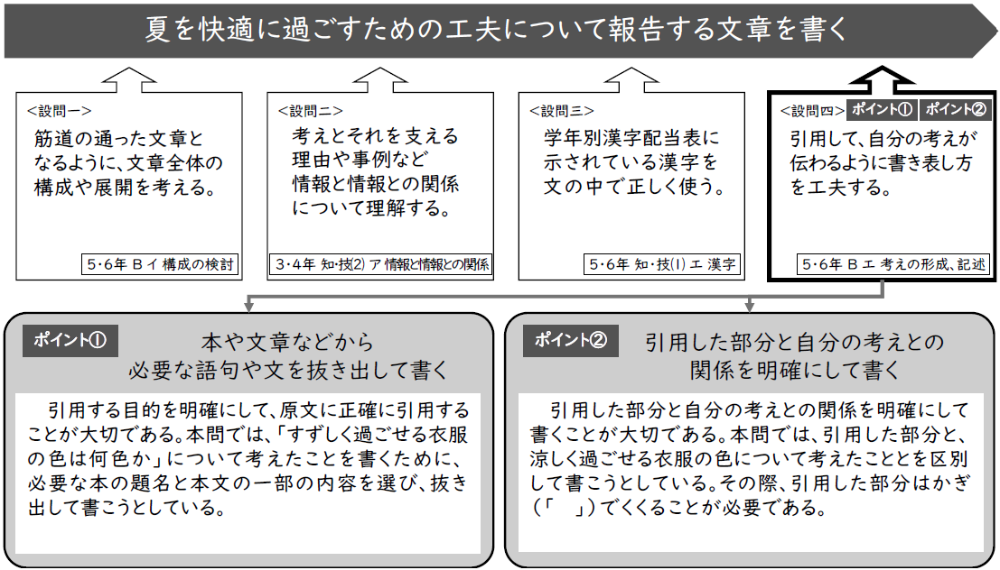 夏を快適に過ごすための工夫について報告する文章を書く
<設問一>
筋道の通った文章と
なるように、文章全体の
構成や展開を考える。
5・6年 B イ 構成の検討
<設問二>
考えとそれを支える
理由や事例など
情報と情報との関係
について理解する。
3・4年 知・技(2) ア 情報と情報との関係
<設問三>
学年別漢字配当表に
示されている漢字を
文の中で正しく使う。
5・6年 知・技(1) エ 漢字
<設問四> ポイント① ポイント②
引用して、自分の考えが
伝わるように書き表し方
を工夫する。
5・6年 B エ 考えの形成、記述
ポイント①
本や文章などから
必要な語句や文を抜き出して書く
引用する目的を明確にして、原文に正確に引用する
ことが大切である。本問では、「すずしく過ごせる衣服
の色は何色か」について考えたことを書くために、
必要な本の題名と本文の一部の内容を選び、抜き
出して書こうとしている。
ポイント②
引用した部分と自分の考えとの
関係を明確にして書く
引用した部分と自分の考えとの関係を明確にして
書くことが大切である。本問では、引用した部分と、
涼しく過ごせる衣服の色について考えたこととを区別
して書こうとしている。その際、引用した部分はかぎ
(「　」)でくくることが必要である。